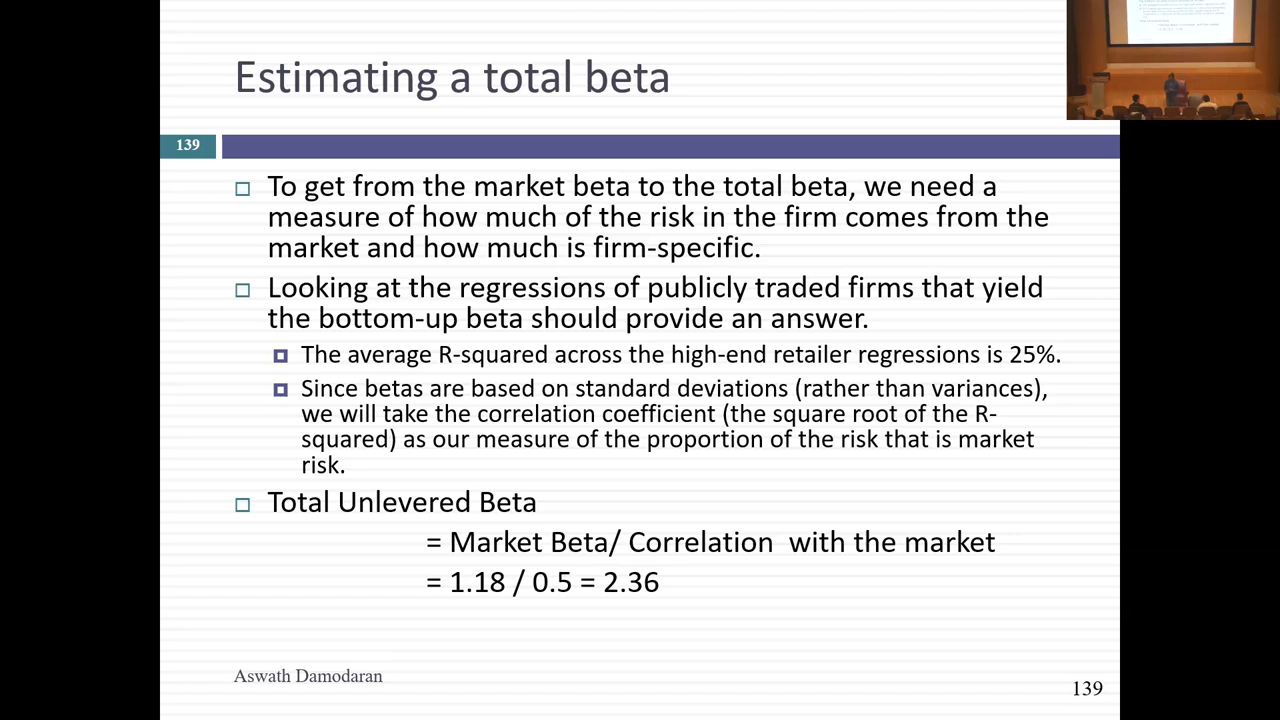 Estimating a total beta
139
To get from the market beta to the total beta, we need a
measure of how much of the risk in the firm comes from the
market and how much is firm-specific.
Looking at the regressions of publicly traded firms that yield
the bottom-up beta should provide an answer.
The average R-squared across the high-end retailer regressions is 25%.
Since betas are based on standard deviations (rather than variances),
we will take the correlation coefficient (the square root of the R-
squared) as our measure of the proportion of the risk that is market
risk.
Total Unlevered Beta
= Market Beta/ Correlation with the market
= 1.18 / 0.5 = 2.36
Aswath Damodaran
139